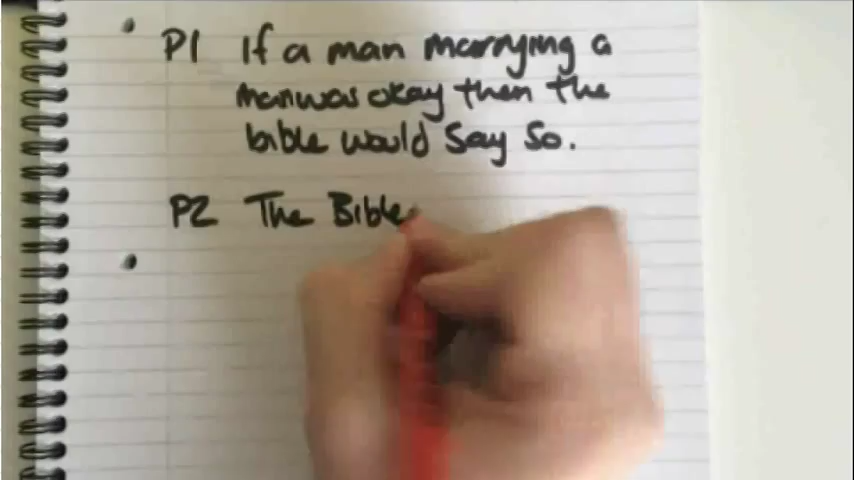 P1 If a man marrying a
man was okay then the
bible would say so.
P2 The Bible